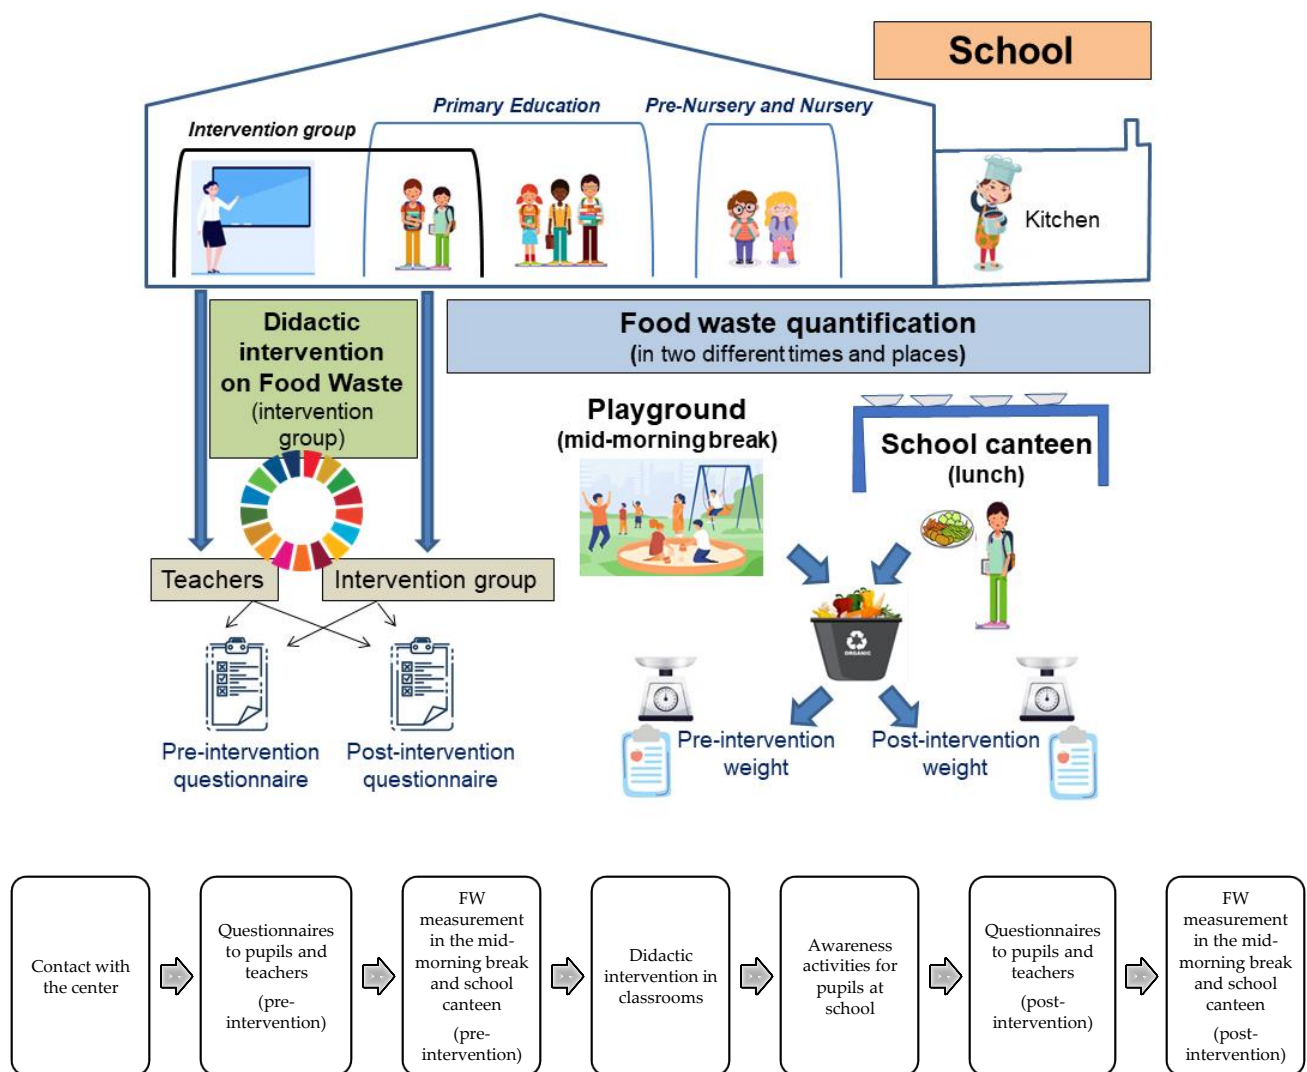 School
Primary Education
Pre-Nursery and Nursery
Intervention group
Kitchen
Didactic
intervention
on Food Waste
(intervention
group)
Food waste quantification
(in two different times and places)
Playground
(mid-morning break)
School canteen
(lunch)
Teachers
Intervention group
ORGANIC
Pre-intervention
questionnaire
Post-intervention
questionnaire
Pre-intervention
weight
Post-intervention
weight
Contact with
the center
Questionnaires
to pupils and
teachers
(pre-
intervention)
FW
measurement
in the mid-
morning break
and school
canteen
(pre-
intervention)
Didactic
intervention in
classrooms
Awareness
activities for
pupils at
school
Questionnaires
to pupils and
teachers
(post-
intervention)
FW
measurement
in the mid-
morning break
and school
canteen
(post-
intervention)